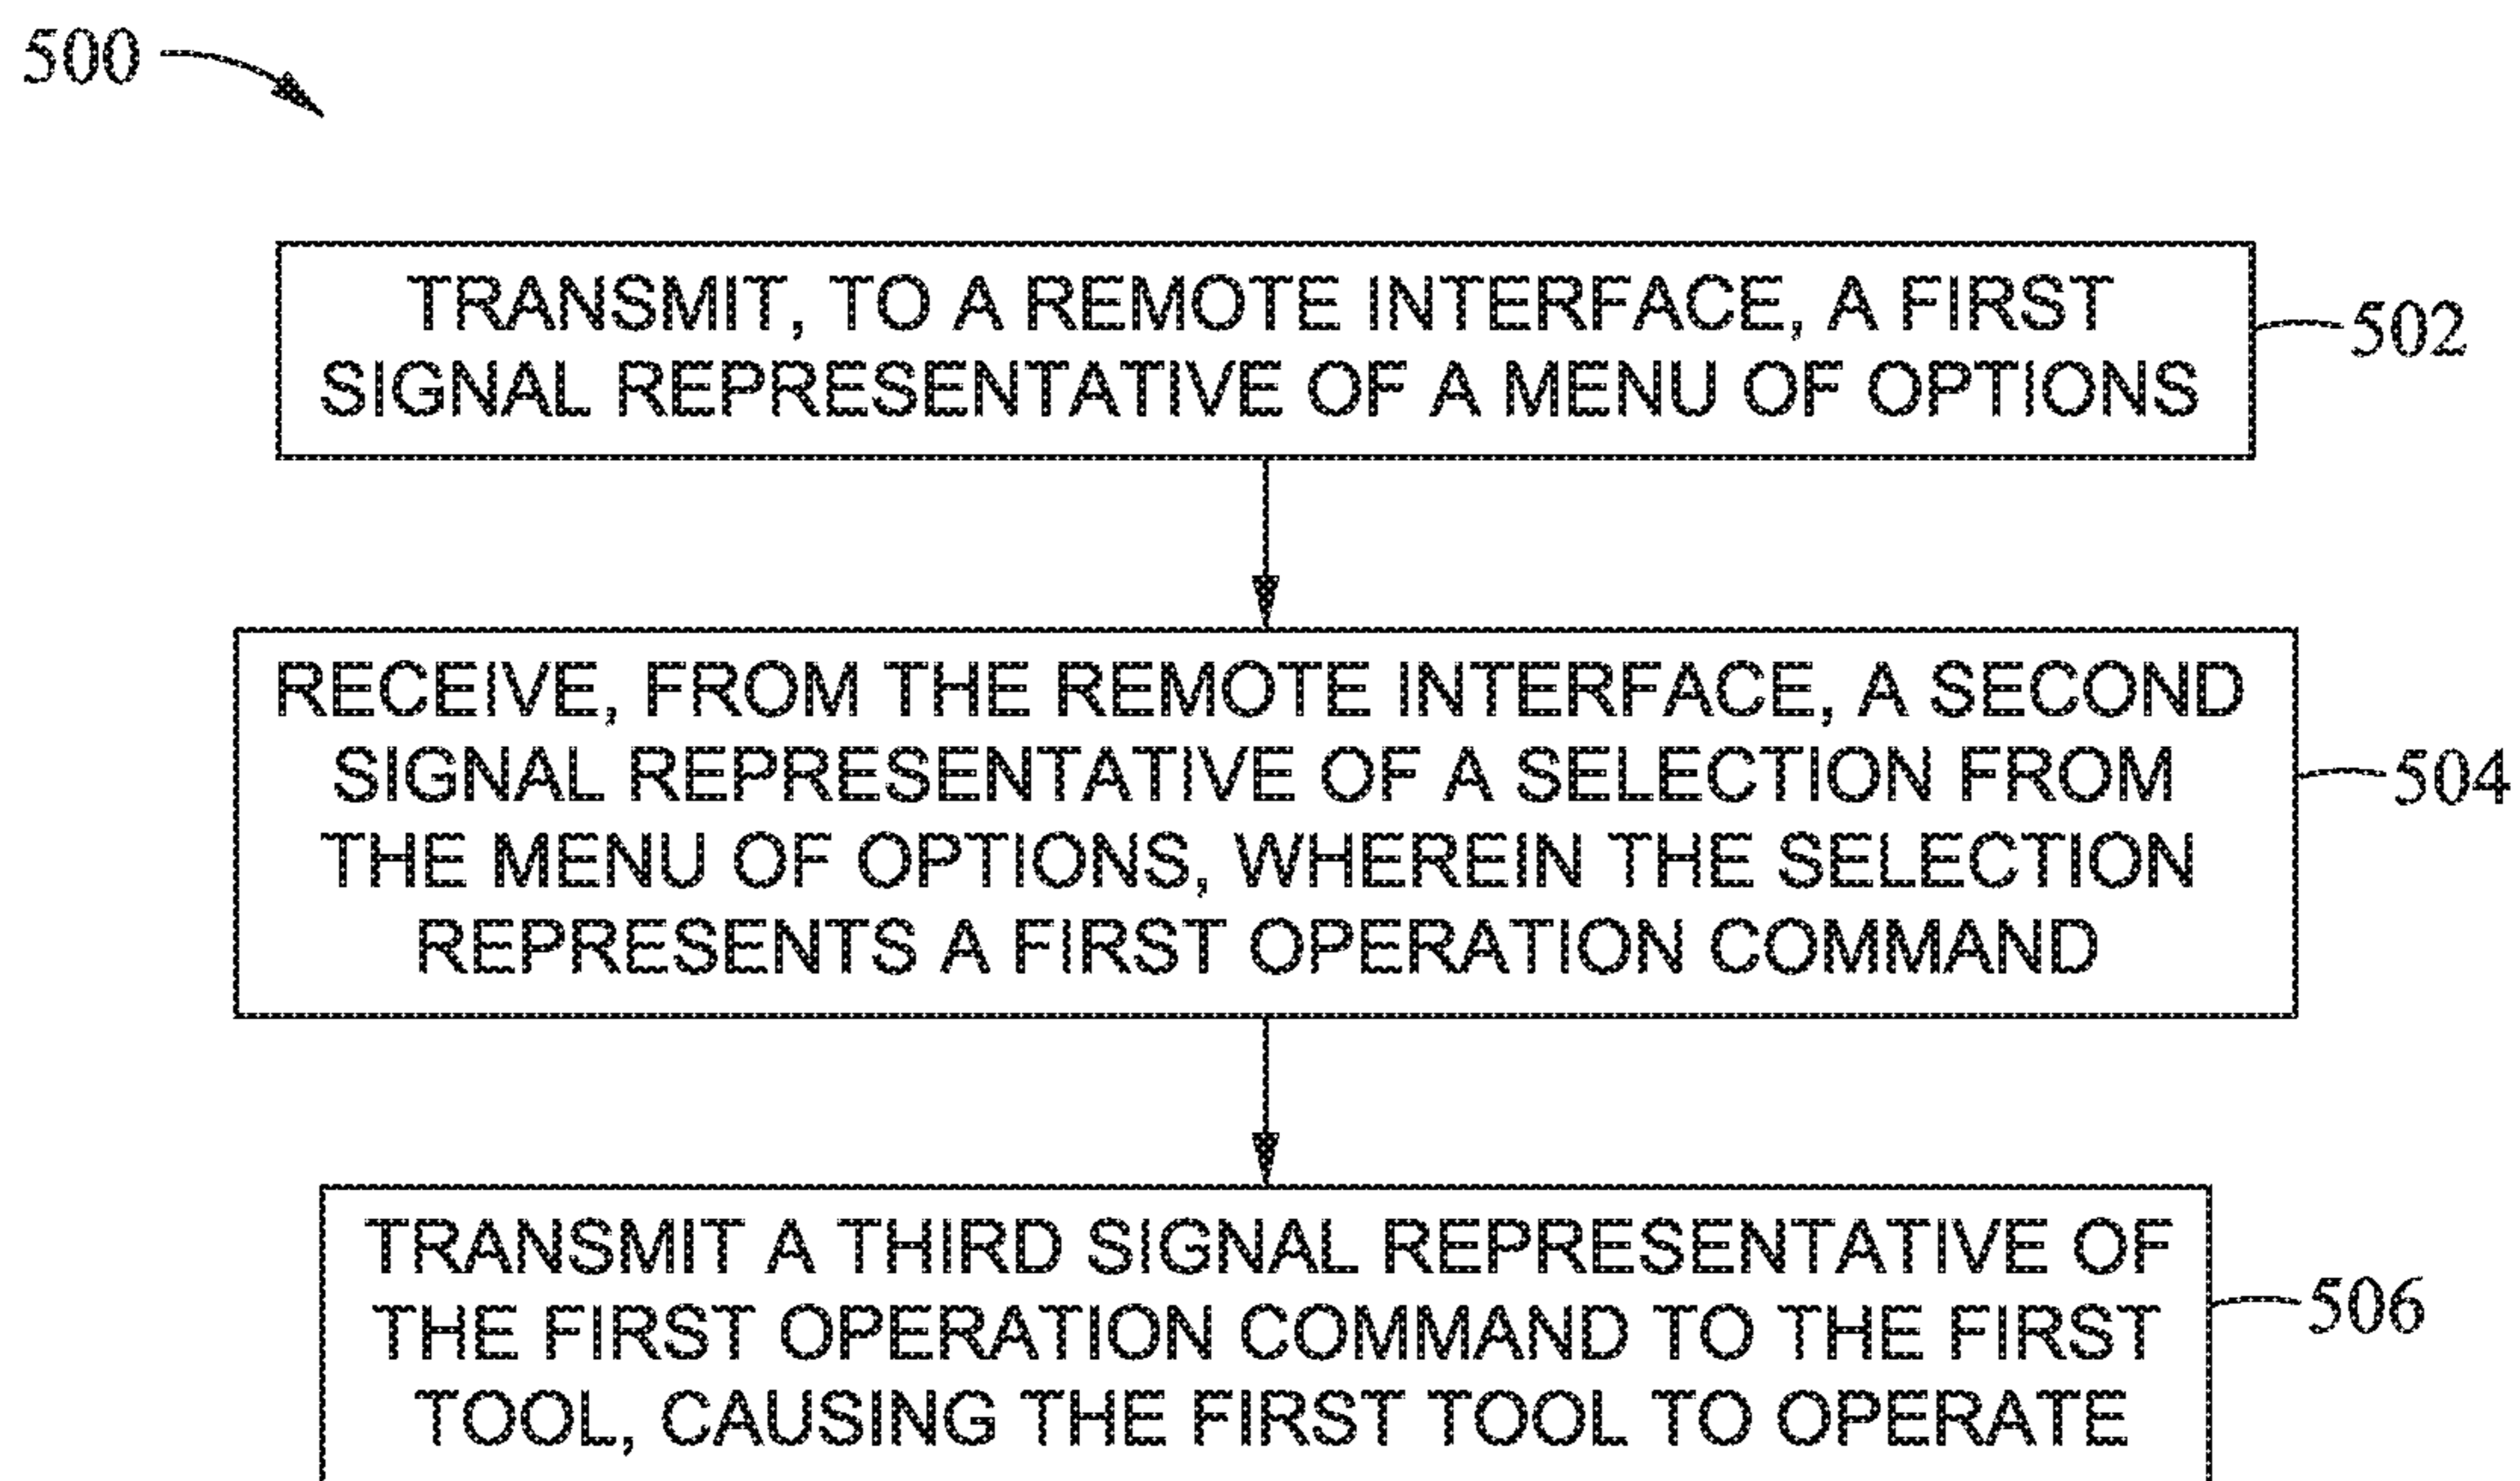 500
TRANSMIT, TO A REMOTE INTERFACE, A FIRST
SIGNAL REPRESENTATIVE OF A MENU OF OPTIONS
502
RECEIVE, FROM THE REMOTE INTERFACE, A SECOND
SIGNAL REPRESENTATIVE OF A SELECTION FROM
THE MENU OF OPTIONS, WHEREIN THE SELECTION
REPRESENTS A FIRST OPERATION COMMAND
504
TRANSMIT A THIRD SIGNAL REPRESENTATIVE OF
THE FIRST OPERATION COMMAND TO THE FIRST
TOOL, CAUSING THE FIRST TOOL TO OPERATE
506